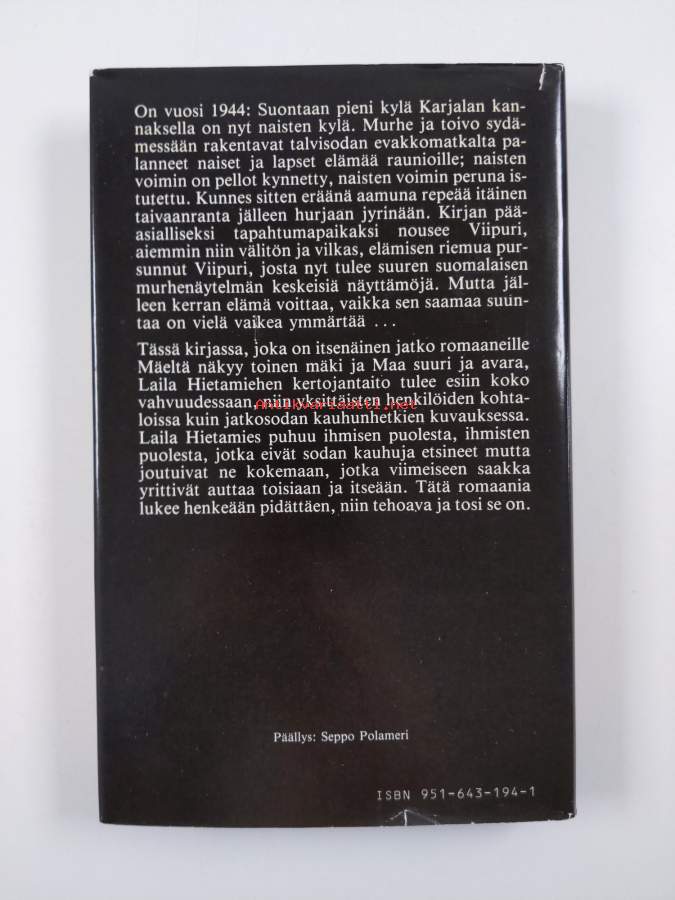 On vuosi 1944: Suontaan pieni kylä Karjalan kan-
naksella on nyt naisten kylä. Murhe ja toivo sydä-
messään rakentavat talvisodan evakkomatkalta pa-
lanneet naiset ja lapset elämää raunioille; naisten
voimin on pellot kynnetty, naisten voimin peruna is-
tutettu. Kunnes sitten eräänä aamuna repeää itäinen
taivaanranta jälleen hurjaan jyrinään. Kirjan pää-
asialliseksi tapahtumapaikaksi nousee Viipuri,
aiemmin niin välitön ja vilkas, elämisen riemua pur-
sunnut Viipuri, josta nyt tulee suuren suomalaisen
murhenäytelmän keskeisiä näyttämöjä. Mutta jäl-
leen kerran elämä voittaa, vaikka sen saamaa suun-
taa on vielä vaikea ymmärtää ...
Tässä kirjassa, joka on itsenäinen jatko romaaneille
Mäeltä näkyy toinen mäki ja Maa suuri ja avara,
Laila Hietamiehen kertojantaito tulee esiin koko
vahvuudessaan, niin yksittäisten henkilöiden kohta-
Antikvariaatti.net
loissa kuin jatkosodan kauhunhetkien kuvauksessa.
Laila Hietamies puhuu ihmisen puolesta, ihmisten
puolesta, jotka eivät sodan kauhuja etsineet mutta
joutuivat ne kokemaan, jotka viimeiseen saakka
yrittivät auttaa toisiaan ja itseään. Tätä romaania
lukee henkeään pidättäen, niin tehoava ja tosi se on.
Päällys: Seppo Polameri
ISBN 951-643-194-1